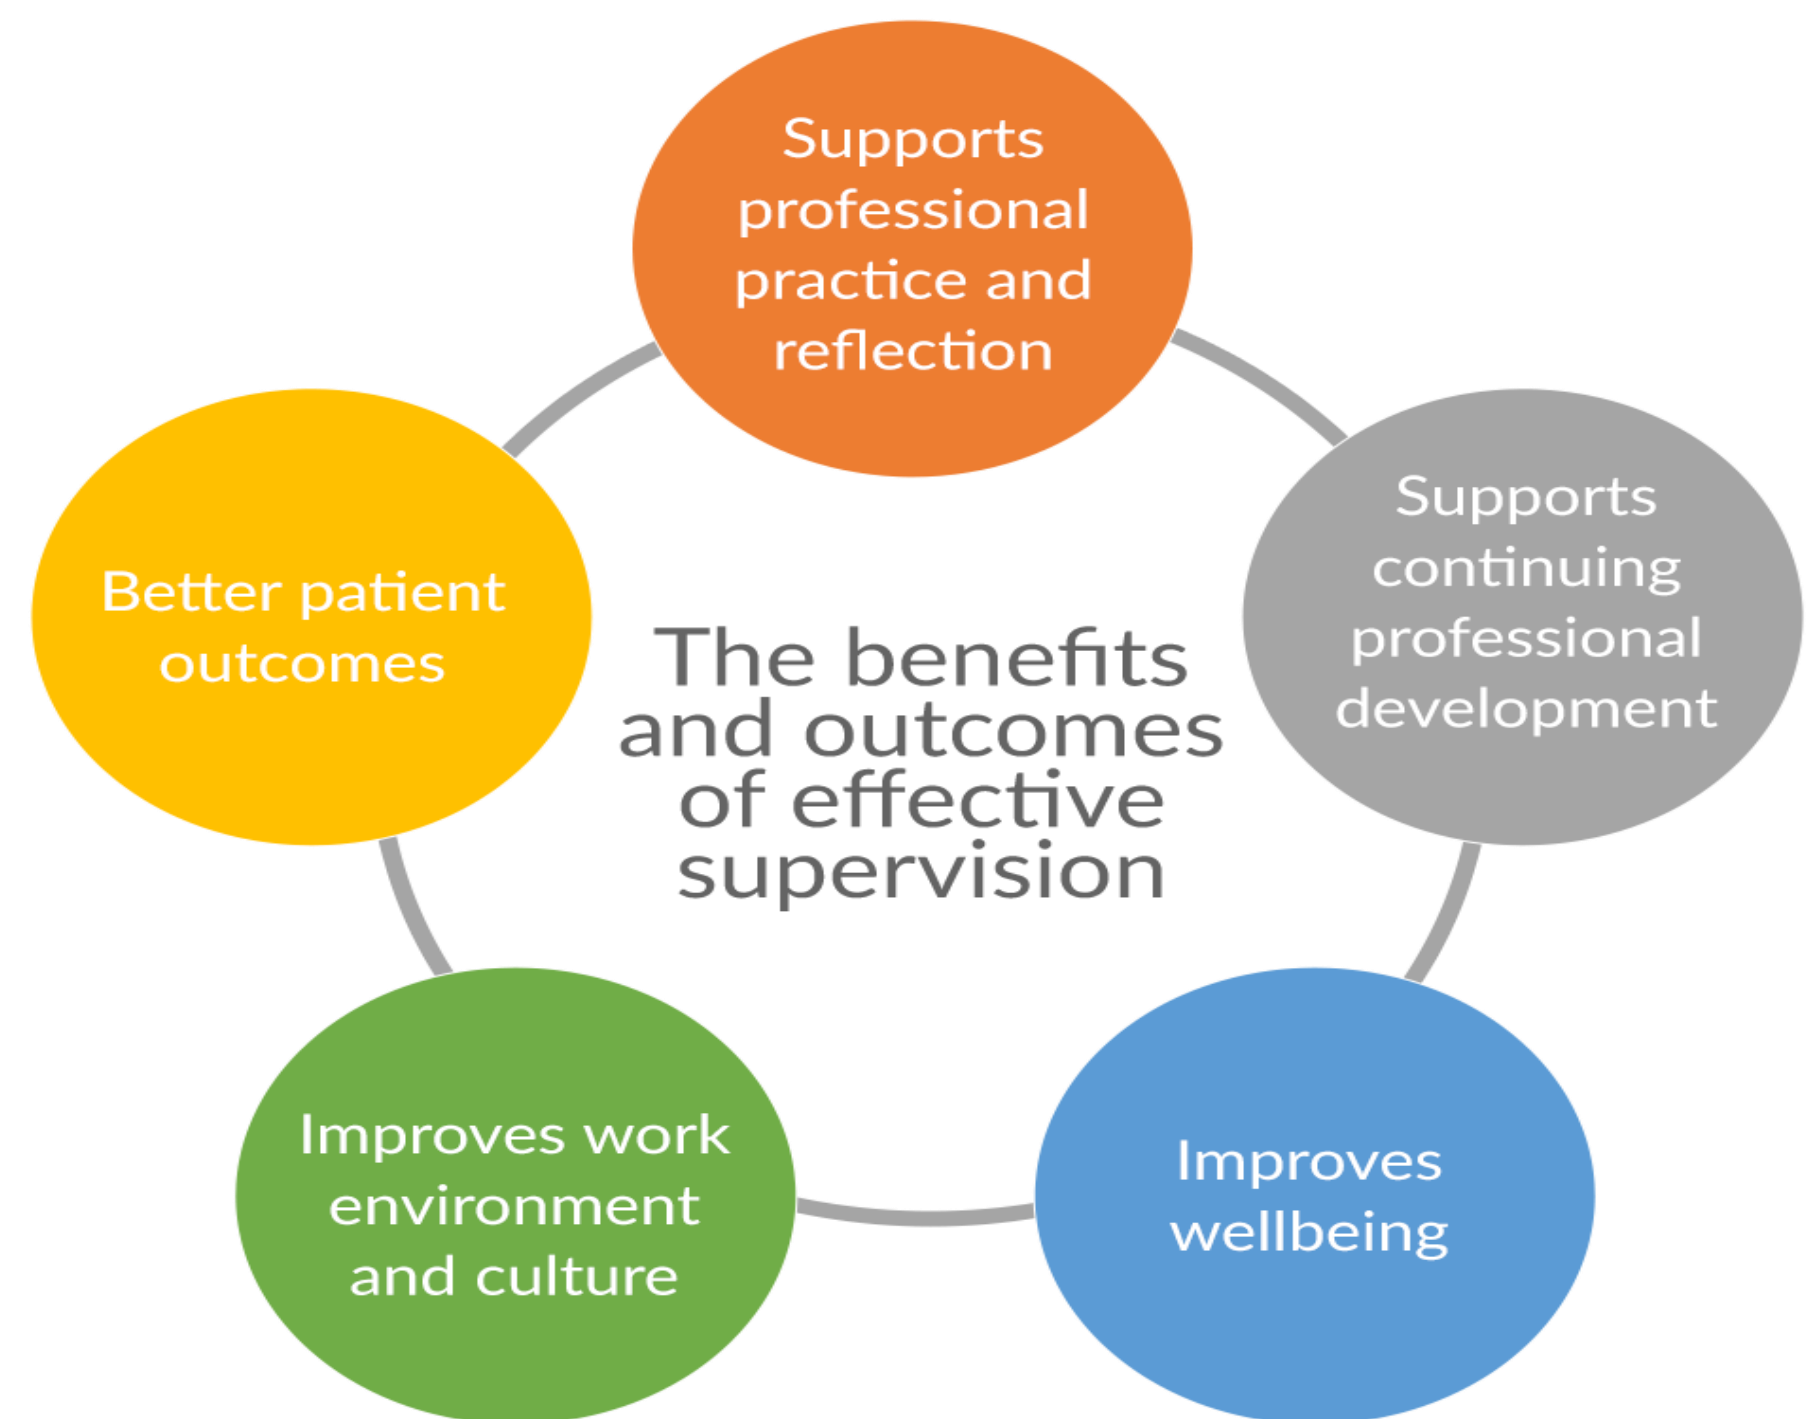 Supports
professional
practice and
reflection
Supports
continuing
professional
development
Improves
wellbeing
Improves work
environment
and culture
Better patient
outcomes
The benefits
and outcomes
of effective
supervision